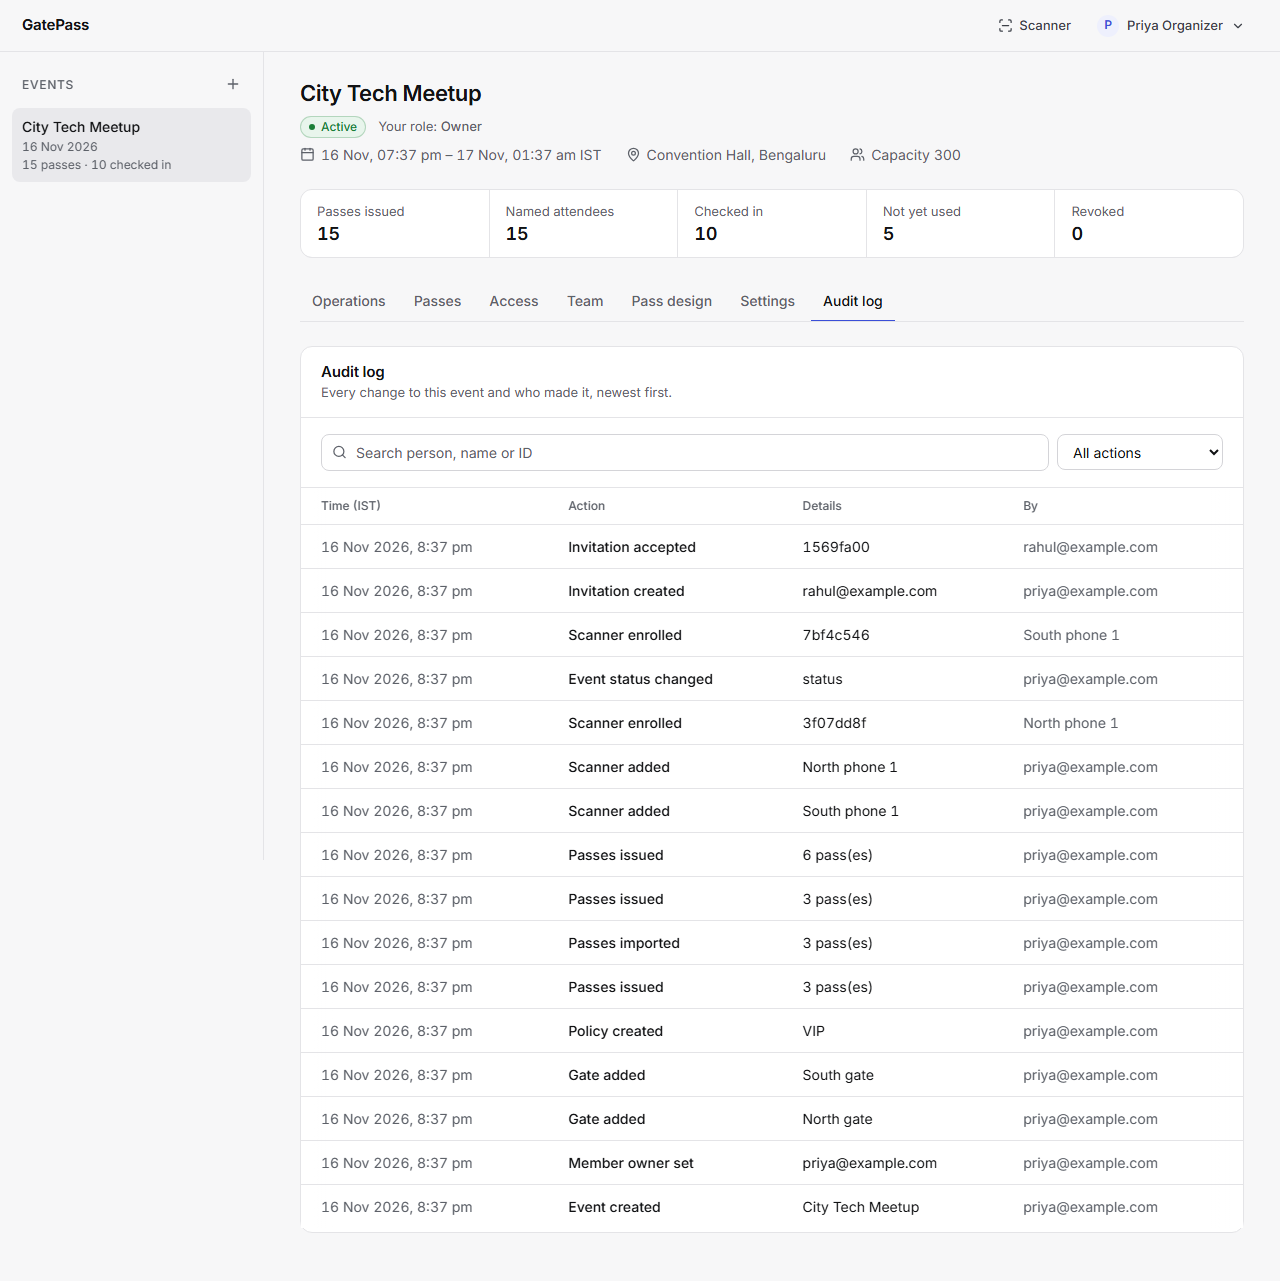 GatePass
Scanner
P
Priya Organizer
EVENTS
City Tech Meetup
16 Nov 2026
15 passes · 10 checked in
City Tech Meetup
Active
Your role: Owner
16 Nov, 07:37 pm – 17 Nov, 01:37 am IST
Convention Hall, Bengaluru
Capacity 300
Passes issued
15
Named attendees
15
Checked in
10
Not yet used
5
Revoked
0
Operations
Passes
Access
Team
Pass design
Settings
Audit log
Audit log
Every change to this event and who made it, newest first.
Search person, name or ID
All actions
Time (IST) Action Details By
16 Nov 2026, 8:37 pm Invitation accepted 1569fa00 rahul@example.com
16 Nov 2026, 8:37 pm Invitation created rahul@example.com priya@example.com
16 Nov 2026, 8:37 pm Scanner enrolled 7bf4c546 South phone 1
16 Nov 2026, 8:37 pm Event status changed status priya@example.com
16 Nov 2026, 8:37 pm Scanner enrolled 3f07dd8f North phone 1
16 Nov 2026, 8:37 pm Scanner added North phone 1 priya@example.com
16 Nov 2026, 8:37 pm Scanner added South phone 1 priya@example.com
16 Nov 2026, 8:37 pm Passes issued 6 pass(es) priya@example.com
16 Nov 2026, 8:37 pm Passes issued 3 pass(es) priya@example.com
16 Nov 2026, 8:37 pm Passes imported 3 pass(es) priya@example.com
16 Nov 2026, 8:37 pm Passes issued 3 pass(es) priya@example.com
16 Nov 2026, 8:37 pm Policy created VIP priya@example.com
16 Nov 2026, 8:37 pm Gate added South gate priya@example.com
16 Nov 2026, 8:37 pm Gate added North gate priya@example.com
16 Nov 2026, 8:37 pm Member owner set priya@example.com priya@example.com
16 Nov 2026, 8:37 pm Event created City Tech Meetup priya@example.com